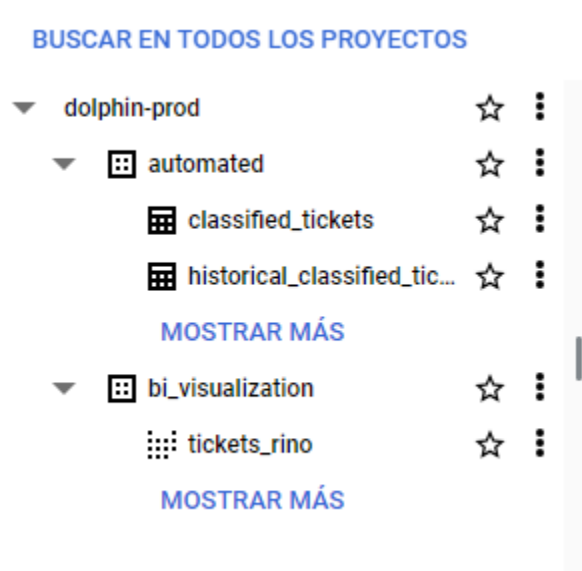 BUSCAR EN TODOS LOS PROYECTOS
dolphin-prod
automated
classified_tickets
historical_classified_tic...
MOSTRAR MÁS
bi_visualization
tickets_rino
MOSTRAR MÁS